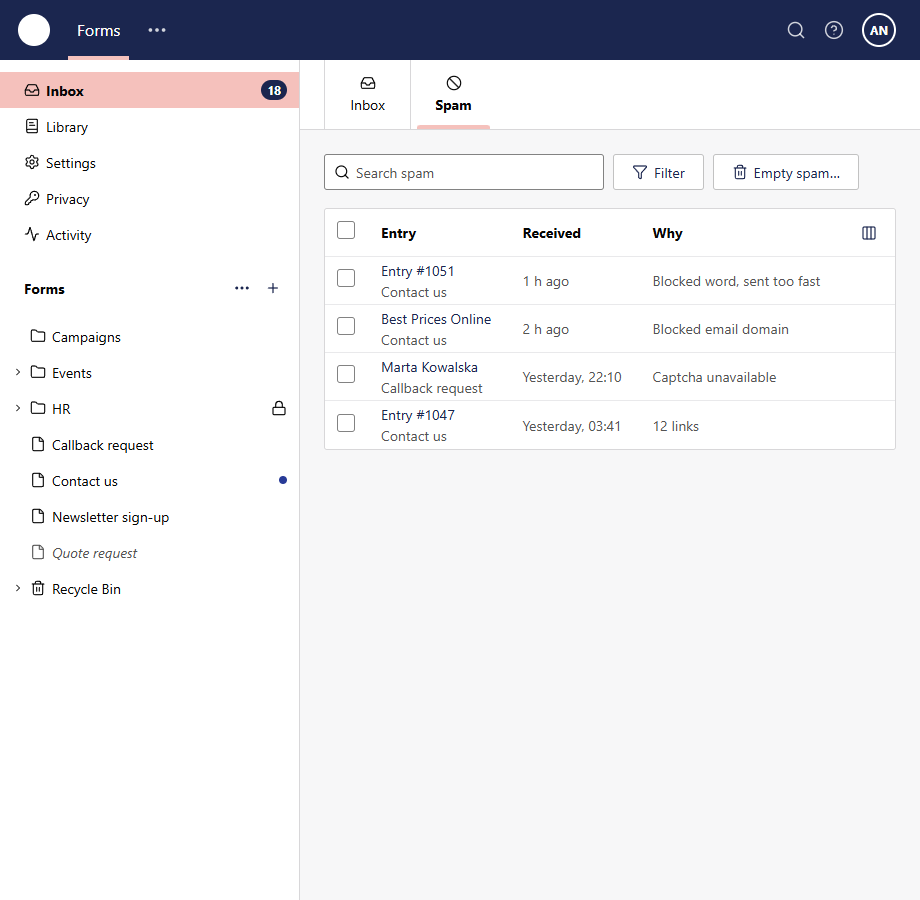 Forms
AN
Inbox
18
Library
Settings
Privacy
Activity
Forms
Campaigns
Events
HR
Callback request
Contact us
Newsletter sign-up
Quote request
Recycle Bin
Inbox
Spam
Search spam
Filter
Empty spam...
Entry Received Why
Entry #1051
Contact us
1 h ago
Blocked word, sent too fast
Best Prices Online
Contact us
2 h ago
Blocked email domain
Marta Kowalska
Callback request
Yesterday, 22:10
Captcha unavailable
Entry #1047
Contact us
Yesterday, 03:41
12 links